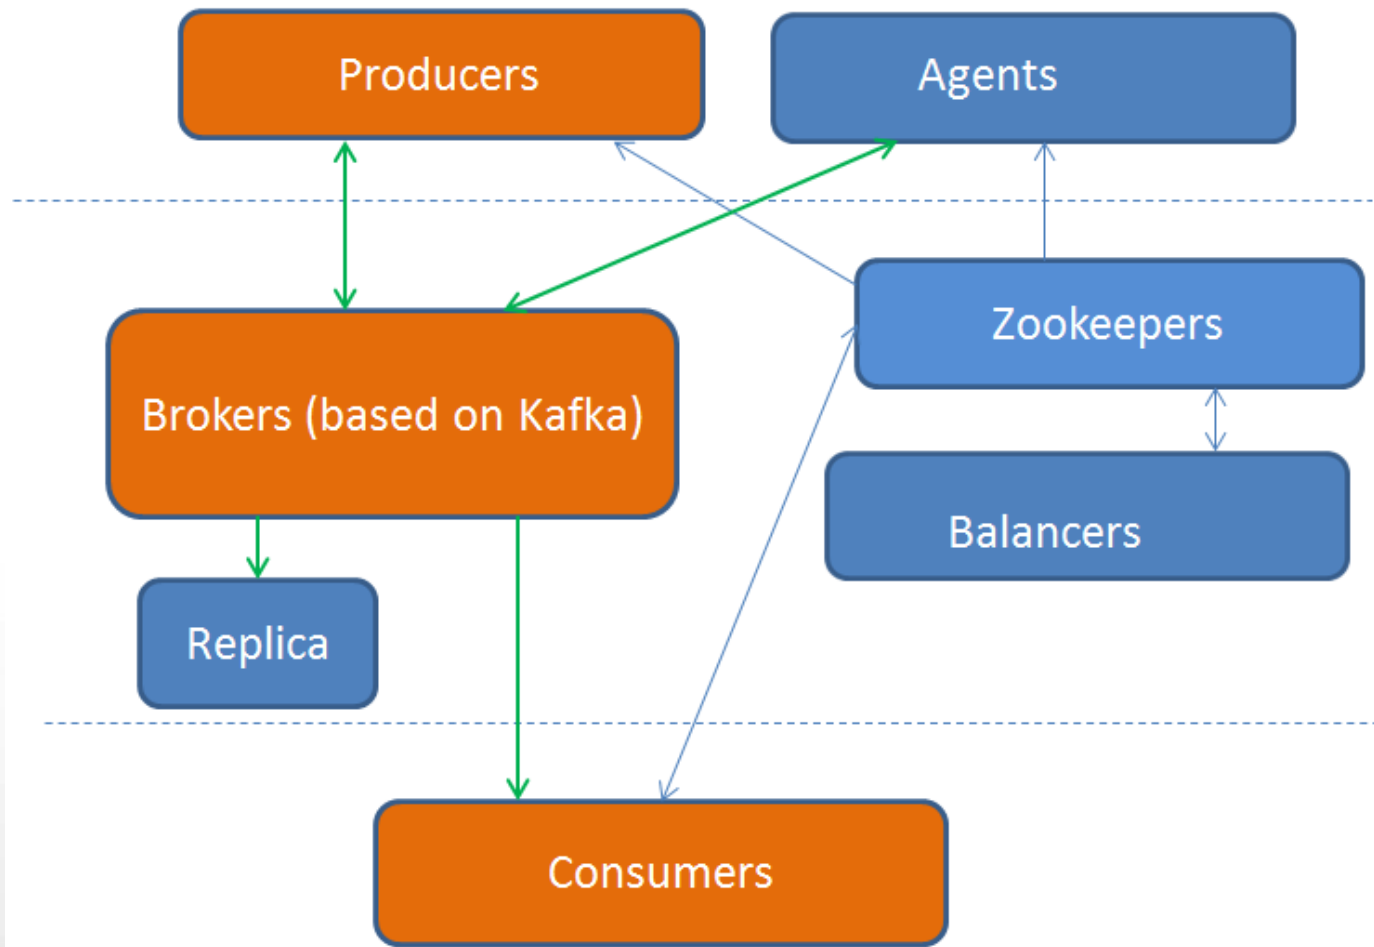 Producers
Agents
Zookeepers
Brokers (based on Kafka)
Balancers
Replica
Consumers